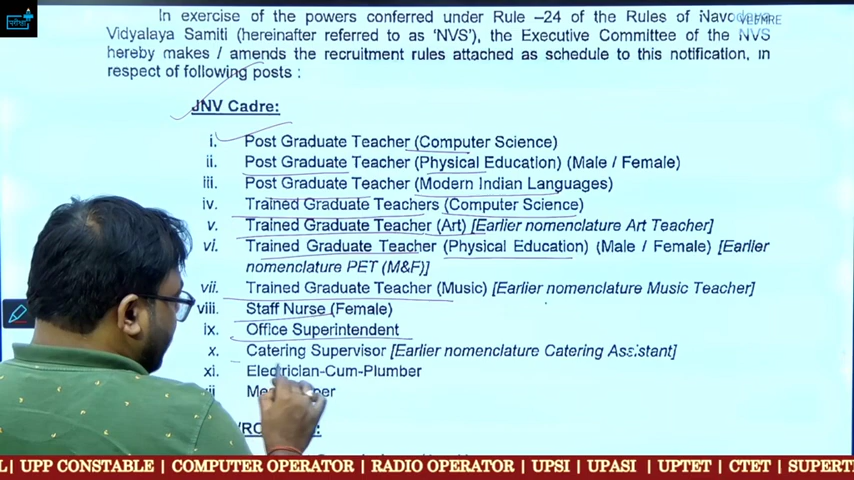 परीक्षा
In exercise of the powers conferred under Rule –24 of the Rules of
Vidyalaya Samiti (hereinafter referred to as ‘NVS’), the Executive Committee of the NVS
hereby makes / amends the recruitment rules attached as schedule to this notification, in
respect of following posts :
JNV Cadre:
i. Post Graduate Teacher (Computer Science)
ii. Post Graduate Teacher (Physical Education) (Male / Female)
iii. Post Graduate Teacher (Modern Indian Languages)
iv. Trained Graduate Teachers (Computer Science)
v. Trained Graduate Teacher (Art) [Earlier nomenclature Art Teacher]
vi. Trained Graduate Teacher (Physical Education) (Male / Female) [Earlier
nomenclature PET (M&F)]
vii. Trained Graduate Teacher (Music) [Earlier nomenclature Music Teacher]
viii. Staff Nurse (Female)
ix. Office Superintendent
x. Catering Supervisor [Earlier nomenclature Catering Assistant]
xi. Electrician-Cum-Plumber
L| UPP CONSTABLE | COMPUTER OPERATOR | RADIO OPERATOR | UPSI | UPASI | UPTET | CTET | SUPERT